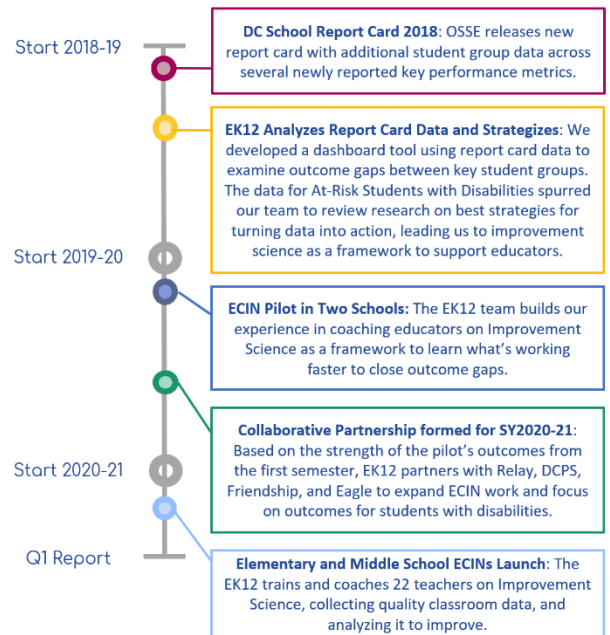 Start 2018-19
DC School Report Card 2018: OSSE releases new
report card with additional student group data across
several newly reported key performance metrics.
EK12 Analyzes Report Card Data and Strategizes: We
developed a dashboard tool using report card data to
examine outcome gaps between key student groups.
The data for At-Risk Students with Disabilities spurred
our team to review research on best strategies for
turning data into action, leading us to improvement
science as a framework to support educators.
Start 2019-20
ECIN Pilot in Two Schools: The EK12 team builds our
experience in coaching educators on Improvement
Science as a framework to learn what's working
faster to close outcome gaps.
Collaborative Partnership formed for SY2020-21:
Based on the strength of the pilot's outcomes from
the first semester, EK12 partners with Relay, DCPS,
Friendship, and Eagle to expand ECIN work and focus
on outcomes for students with disabilities.
Start 2020-21
Q1 Report
Elementary and Middle School ECINs Launch: The
EK12 trains and coaches 22 teachers on Improvement
Science, collecting quality classroom data, and
analyzing it to improve.